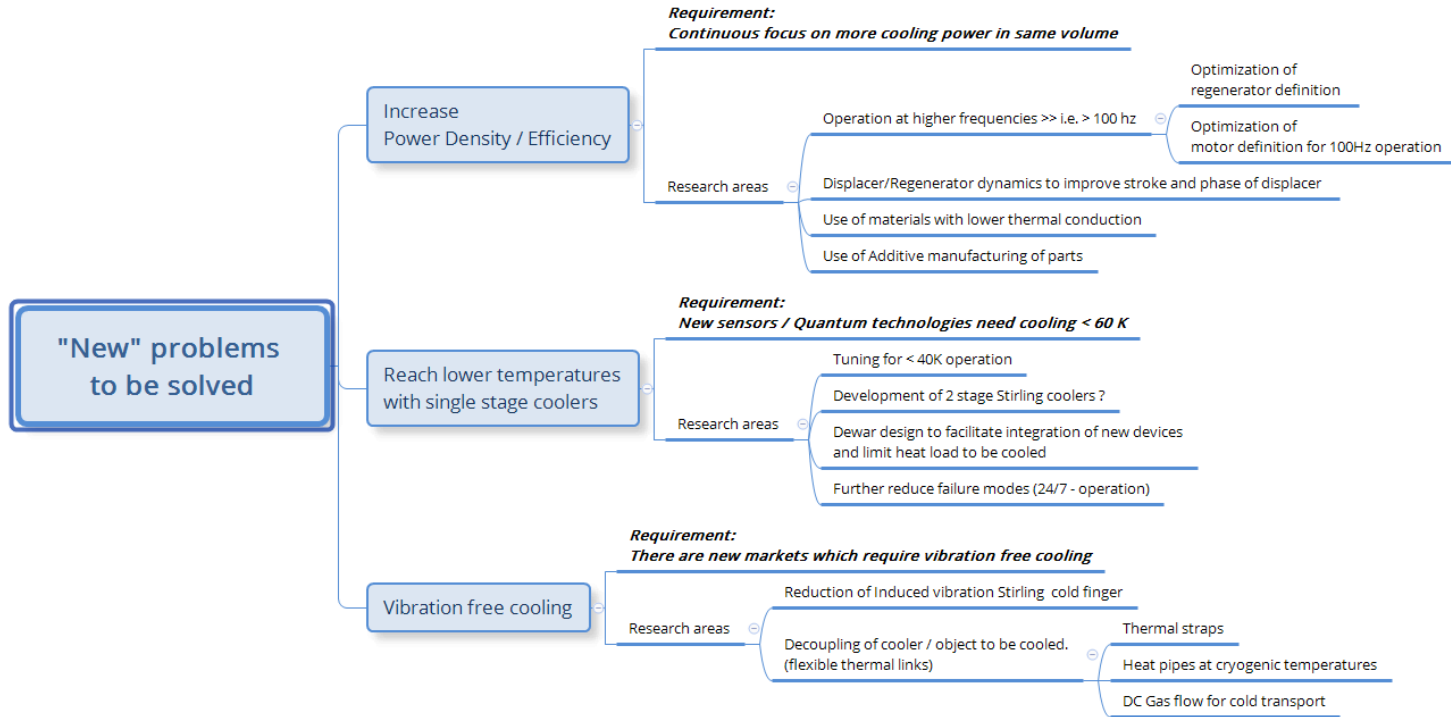 "New" problems
to be solved
Increase
Power Density / Efficiency
Requirement:
Continuous focus on more cooling power in same volume
Research areas
Operation at higher frequencies >> i.e. > 100 hz
Optimization of
regenerator definition
Optimization of
motor definition for 100Hz operation
Displacer/Regenerator dynamics to improve stroke and phase of displacer
Use of materials with lower thermal conduction
Use of Additive manufacturing of parts
Reach lower temperatures
with single stage coolers
Requirement:
New sensors / Quantum technologies need cooling < 60 K
Research areas
Tuning for < 40K operation
Development of 2 stage Stirling coolers ?
Dewar design to facilitate integration of new devices
and limit heat load to be cooled
Further reduce failure modes (24/7 - operation)
Vibration free cooling
Requirement:
There are new markets which require vibration free cooling
Research areas
Reduction of Induced vibration Stirling cold finger
Decoupling of cooler / object to be cooled.
(flexible thermal links)
Thermal straps
Heat pipes at cryogenic temperatures
DC Gas flow for cold transport